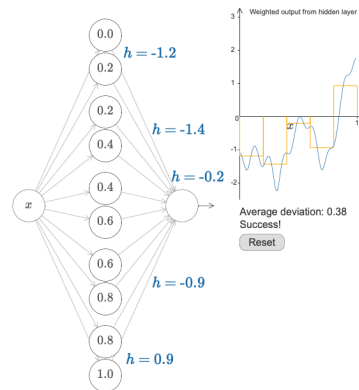 0.0
h = -1.2
0.2
0.2
h = -1.4
0.4
h = -0.2
0.4
x
0.6
0.6
h = -0.9
0.8
0.8
h = 0.9
1.0
Weighted output from hidden layer
3
2
1
0
x
1
-1
-2
Average deviation: 0.38
Success!
Reset